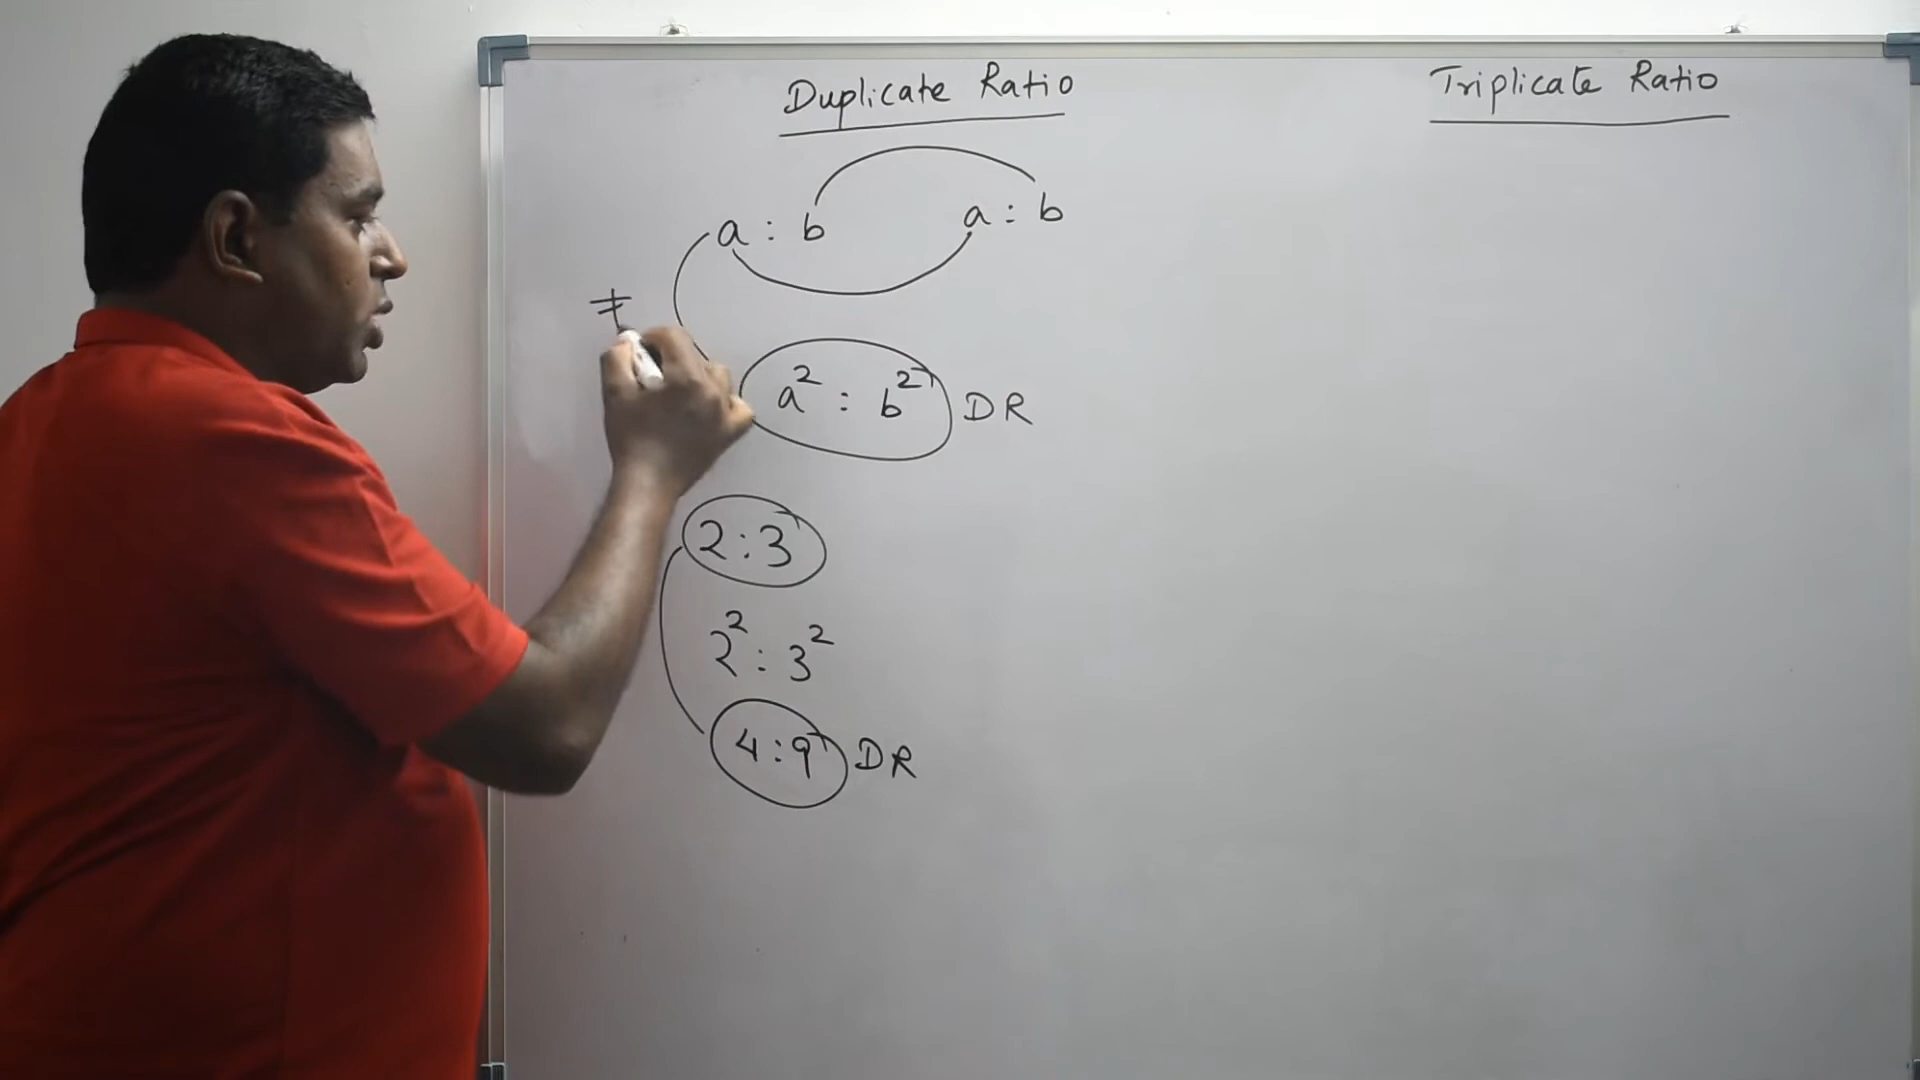 Duplicate Ratio
a : b a : b
≠
a² : b² DR
2 : 3
2² : 3²
4 : 9 DR
Triplicate Ratio